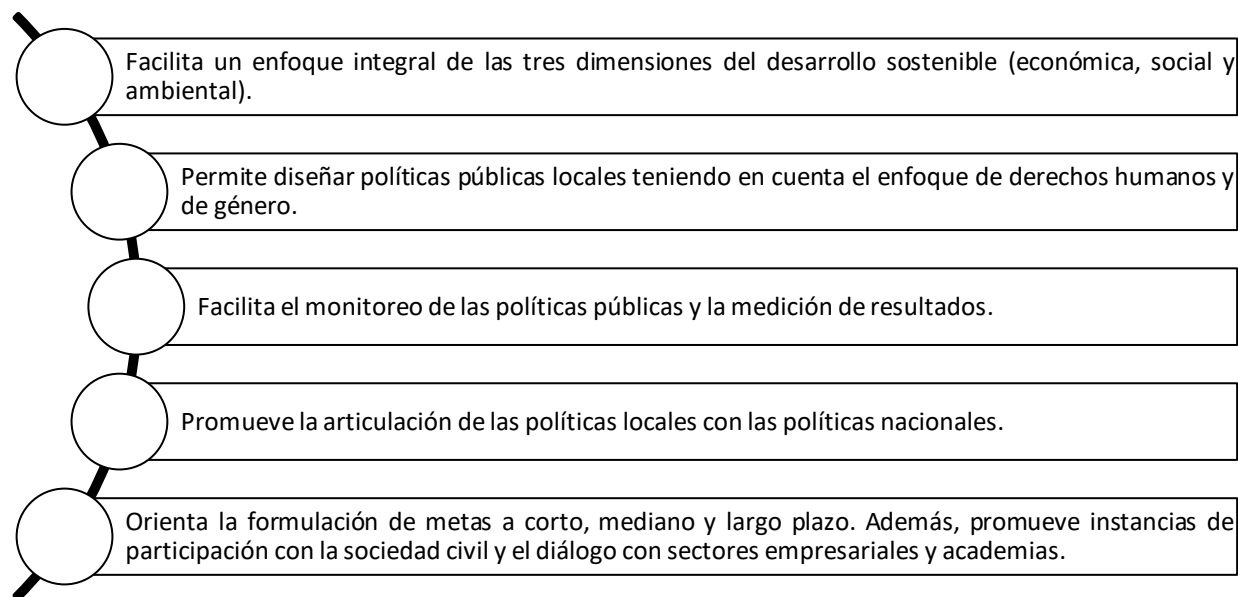 Facilita un enfoque integral de las tres dimensiones del desarrollo sostenible (económica, social y
ambiental).
Permite diseñar políticas públicas locales teniendo en cuenta el enfoque de derechos humanos y
de género.
Facilita el monitoreo de las políticas públicas y la medición de resultados.
Promueve la articulación de las políticas locales con las políticas nacionales.
Orienta la formulación de metas a corto, mediano y largo plazo. Además, promueve instancias de
participación con la sociedad civil y el diálogo con sectores empresariales y academias.